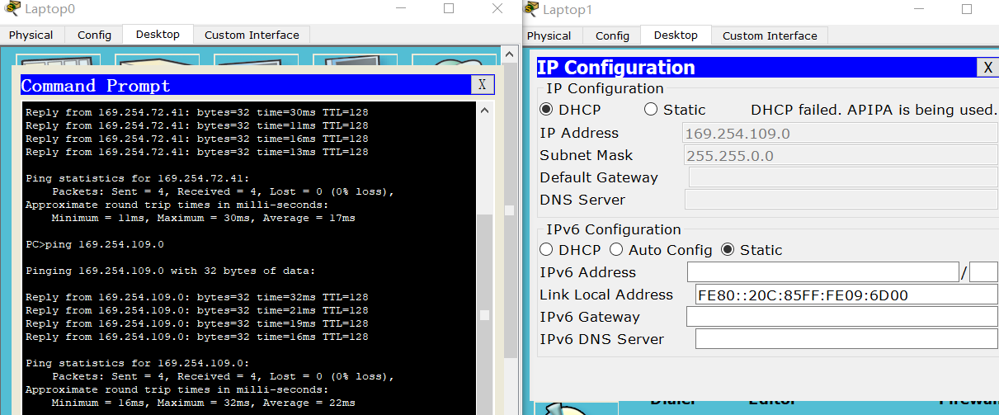 Laptop0
Physical Config Desktop Custom Interface
Command Prompt X
Reply from 169.254.72.41: bytes=32 time=30ms TTL=128
Reply from 169.254.72.41: bytes=32 time=11ms TTL=128
Reply from 169.254.72.41: bytes=32 time=16ms TTL=128
Reply from 169.254.72.41: bytes=32 time=13ms TTL=128
Ping statistics for 169.254.72.41:
Packets: Sent = 4, Received = 4, Lost = 0 (0% loss),
Approximate round trip times in milli-seconds:
Minimum = 11ms, Maximum = 30ms, Average = 17ms
PC>ping 169.254.109.0
Pinging 169.254.109.0 with 32 bytes of data:
Reply from 169.254.109.0: bytes=32 time=32ms TTL=128
Reply from 169.254.109.0: bytes=32 time=21ms TTL=128
Reply from 169.254.109.0: bytes=32 time=19ms TTL=128
Reply from 169.254.109.0: bytes=32 time=16ms TTL=128
Ping statistics for 169.254.109.0:
Packets: Sent = 4, Received = 4, Lost = 0 (0% loss),
Approximate round trip times in milli-seconds:
Minimum = 16ms, Maximum = 32ms, Average = 22ms
Laptop1
Physical Config Desktop Custom Interface
IP Configuration X
IP Configuration
DHCP Static DHCP failed. APIPA is being used.
IP Address 169.254.109.0
Subnet Mask 255.255.0.0
Default Gateway
DNS Server
IPv6 Configuration
DHCP Auto Config Static
IPv6 Address /
Link Local Address FE80::20C:85FF:FE09:6D00
IPv6 Gateway
IPv6 DNS Server
Dialer Editor Firewal